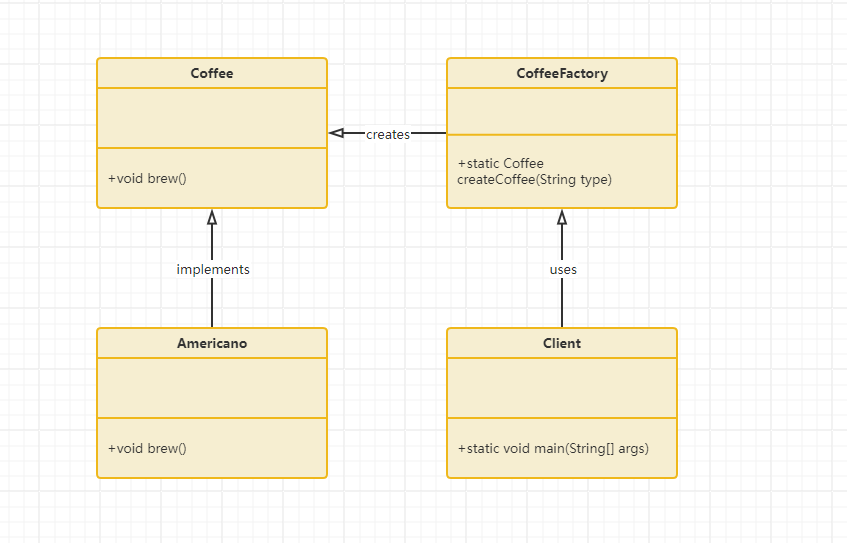 Coffee
+void brew()
CoffeeFactory
+static Coffee
createCoffee(String type)
creates
implements
uses
Americano
+void brew()
Client
+static void main(String[] args)